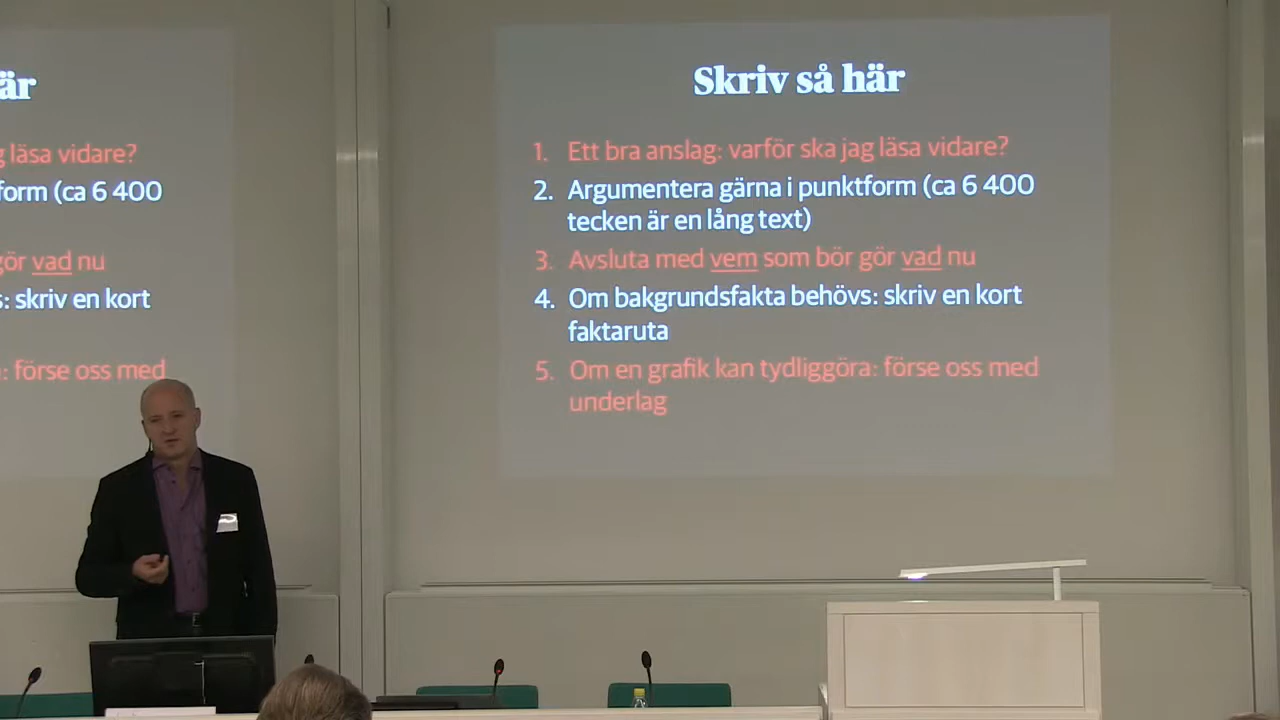 är
g läsa vidare?
form (ca 6 400
gör vad nu
s: skriv en kort
: förse oss med
Skriv så här
1. Ett bra anslag: varför ska jag läsa vidare?
2. Argumentera gärna i punktform (ca 6 400
tecken är en lång text)
3. Avsluta med vem som bör gör vad nu
4. Om bakgrundsfakta behövs: skriv en kort
faktaruta
5. Om en grafik kan tydliggöra: förse oss med
underlag